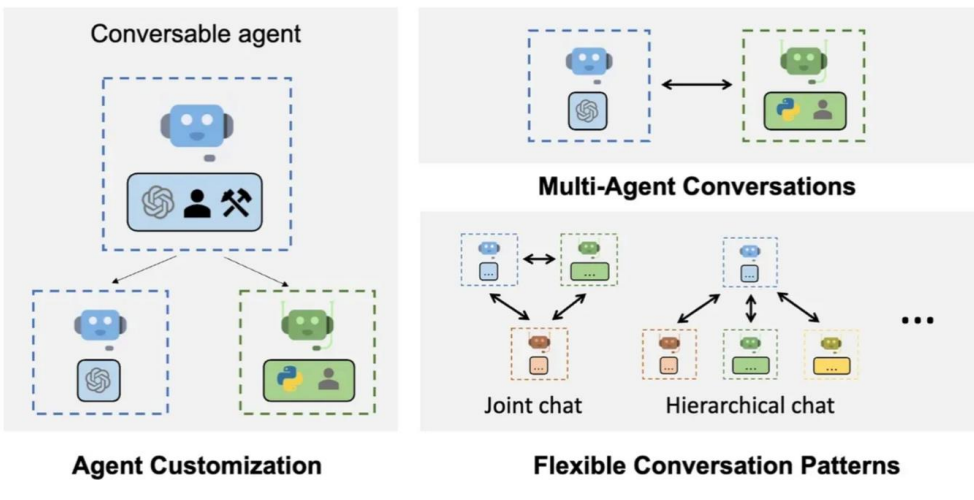 Conversable agent
Agent Customization
Multi-Agent Conversations
...
...
...
...
...
...
...
...
Joint chat
Hierarchical chat
Flexible Conversation Patterns